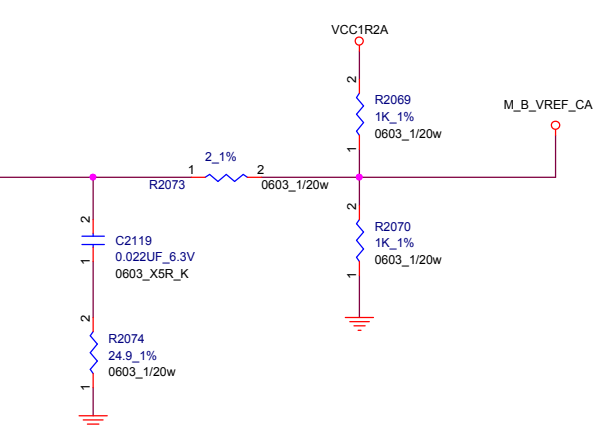 VCC1R2A
2
R2069
1K_1%
0603_1/20w
1
M_B_VREF_CA
2_1%
1
2
R2073
0603_1/20w
2
R2070
1K_1%
0603_1/20w
1
2
C2119
0.022UF_6.3V
0603_X5R_K
1
2
R2074
24.9_1%
0603_1/20w
1